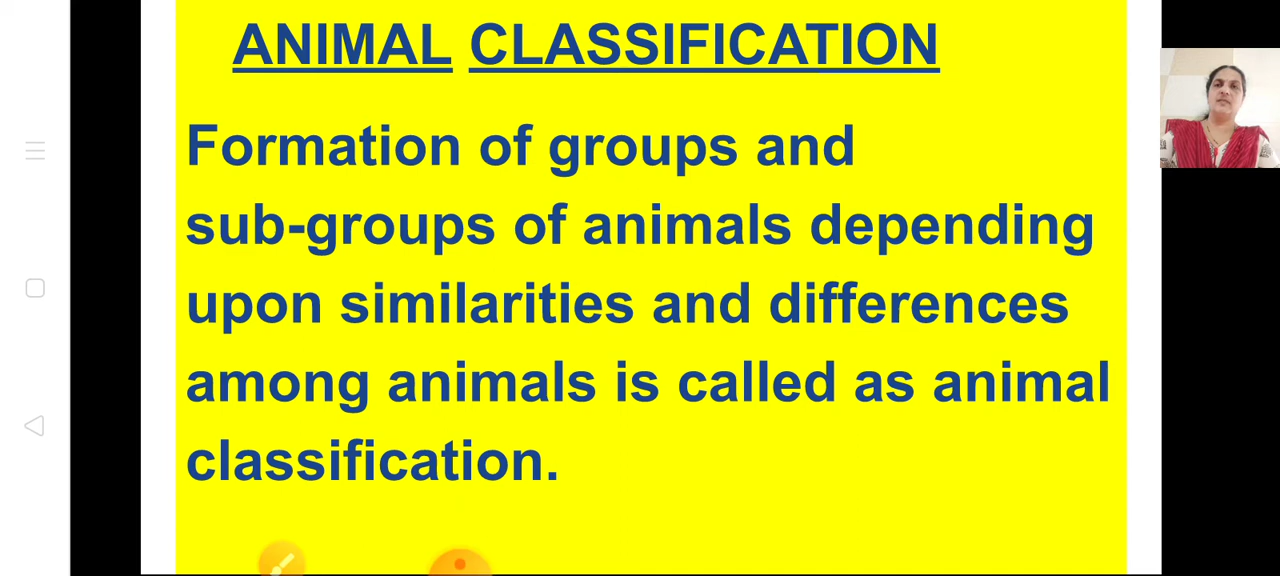 ANIMAL CLASSIFICATION
Formation of groups and
sub-groups of animals depending
upon similarities and differences
among animals is called as animal
classification.